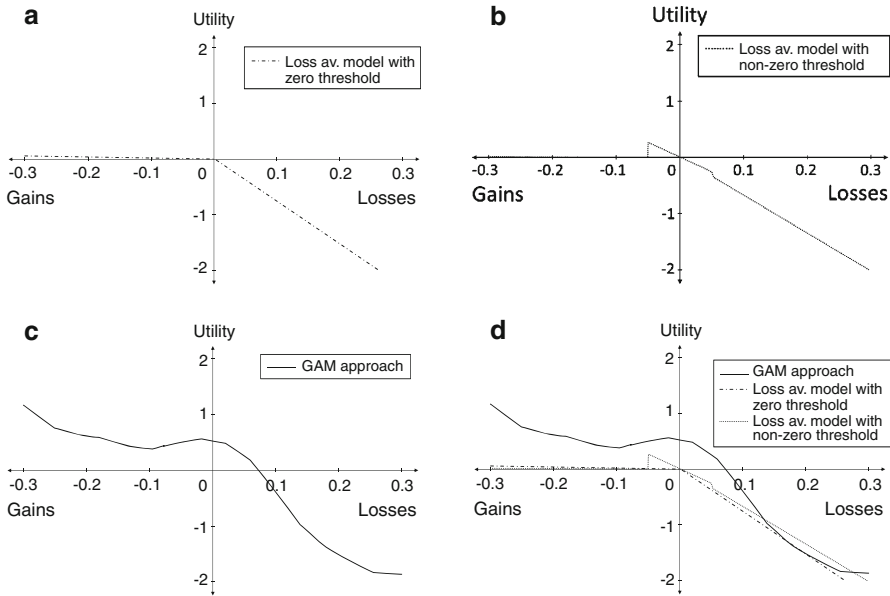 a
Utility
2
1
Loss av. model with
zero threshold
-0.3 -0.2 -0.1 0 0.1 0.2 0.3
Gains Losses
-1
-2
b
Utility
2
1
Loss av. model with
non-zero threshold
-0.3 -0.2 -0.1 0 0.1 0.2 0.3
Gains Losses
-1
-2
c
Utility
2
1
GAM approach
-0.3 -0.2 -0.1 0 0.1 0.2 0.3
Gains Losses
-1
-2
d
Utility
2
1
GAM approach
Loss av. model with
zero threshold
Loss av. model with
non-zero threshold
-0.3 -0.2 -0.1 0 0.1 0.2 0.3
Gains Losses
-1
-2